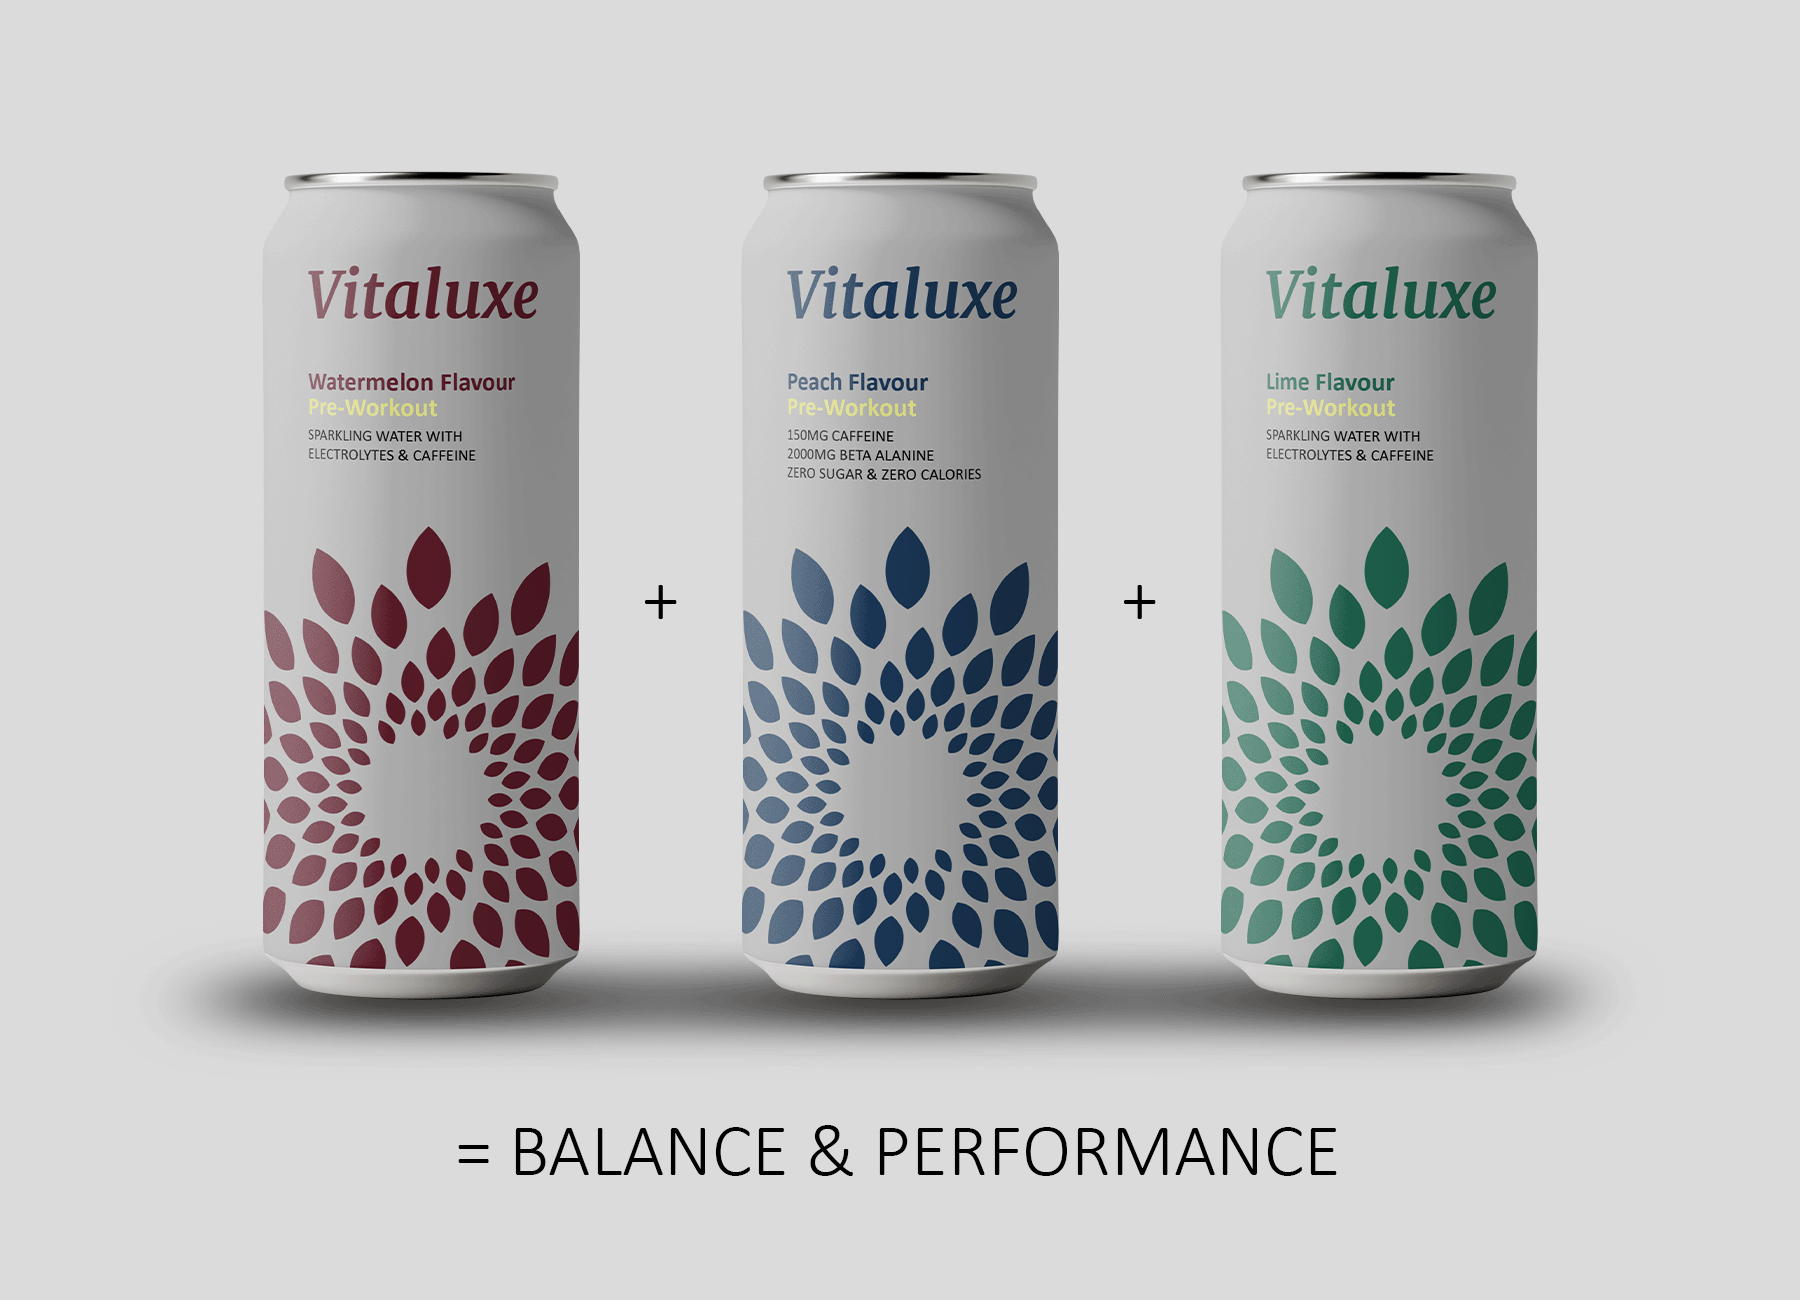 Vitaluxe
Watermelon Flavour
Pre-Workout
SPARKLING WATER WITH
ELECTROLYTES & CAFFEINE
+
Vitaluxe
Peach Flavour
Pre-Workout
150MG CAFFEINE
2000MG BETA ALANINE
ZERO SUGAR & ZERO CALORIES
+
Vitaluxe
Lime Flavour
Pre-Workout
SPARKLING WATER WITH
ELECTROLYTES & CAFFEINE
= BALANCE & PERFORMANCE